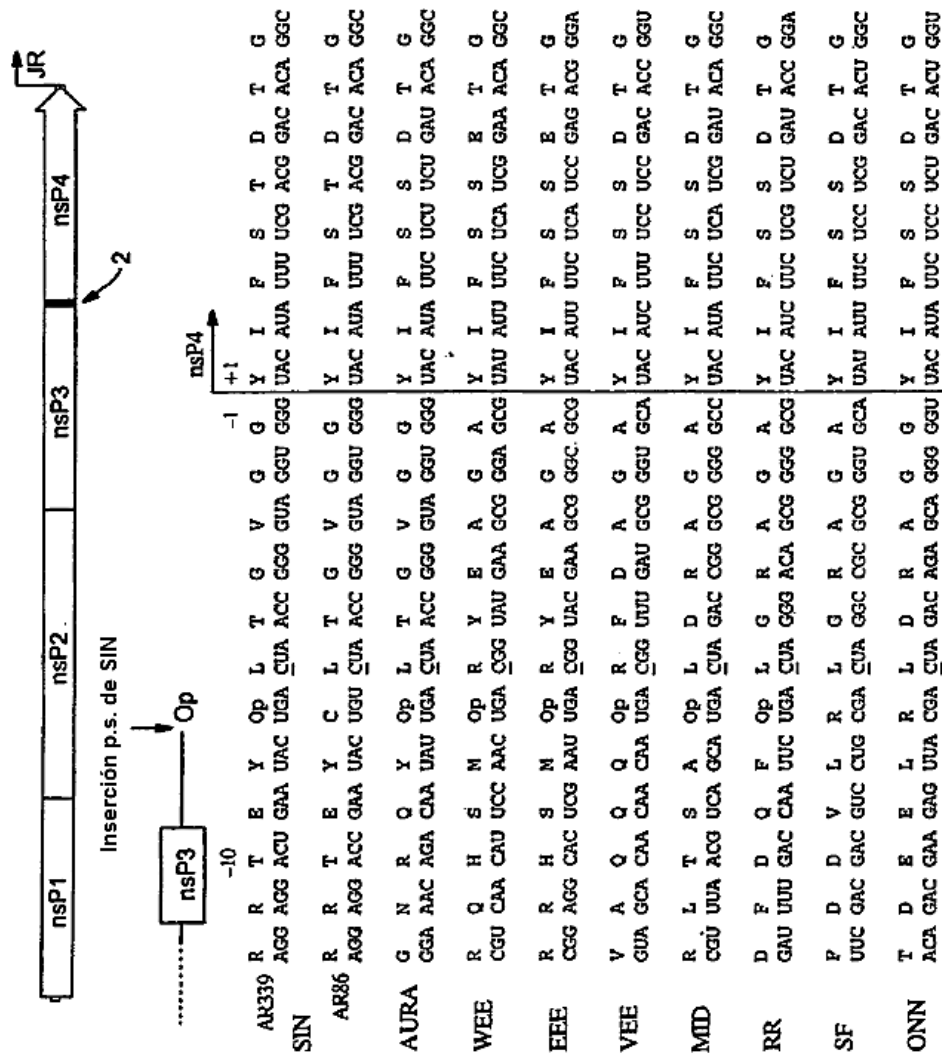 nsP1 nsP2 nsP3 nsP4 JR
2
Inserción p.s. de SIN
nsP3 Op
nsP4
-10 -1 +1
R R T E Y Op L T G V G G Y I F S T D T G
AR339 AGG AGG ACU GAA UAC UGA CUA ACC GGG GUA GGU GGG UAC AUA UUU UCG ACG GAC ACA GGC
SIN
R R T E Y C L T G V G G Y I F S T D T G
AR86 AGG AGG ACC GAA UAC UGU CUA ACC GGG GUA GGU GGG UAC AUA UUU UCG ACG GAC ACA GGC
G N R Q Y Op L T G V G G Y I F S S D T G
AURA GGA AAC AGA CAA UAU UGA CUA ACC GGG GUA GGU GGG UAC AUA UUC UCU UCU GAU ACA GGC
R Q H S M Op R Y E A G A Y I F S S E T G
WEE CGU CAA CAU UCC AAC UGA CGG UAU GAA GCG GGA GCG UAU AUU UUC UCA UCG GAA ACA GGC
R R H S M Op R Y E A G A Y I F S S E T G
EEE CGG AGG CAC UCG AAU UGA CGG UAC GAA GCG GGC GCG UAC AUU UUC UCA UCC GAG ACG GGA
V A Q Q Q Op R F D A G A Y I F S S D T G
VEE GUA GCA CAA CAA CAA UGA CGG UUU GAU GCG GGU GCA UAC AUC UUU UCC UCC GAC ACC GGU
R L T S A Op L D R A G A Y I F S S D T G
MID CGU UUA ACG UCA GCA UGA CUA GAC CGG GCG GGG GCC UAC AUA UUC UCA UCG GAU ACA GGC
D F D Q F Op L G R A G A Y I F S S D T G
RR GAU UUU GAC CAA UUC UGA CUA GGG ACA GCG GGG GCG UAC AUC UUC UCG UCU GAU ACC GGA
F D D V L R L G R A G A Y I F S S D T G
SF UUC GAC GAC GUC CUG CGA CUA GGC CGC GCG GGU GCA UAU AUU UUC UCC UCG GAC ACU GGC
T D E E L R L D R A G G Y I F S S D T G
ONN ACA GAC GAA GAG UUA CGA CUA GAC AGA GCA GGG GGU UAC AUA UUC UCC UCU GAC ACU GGU